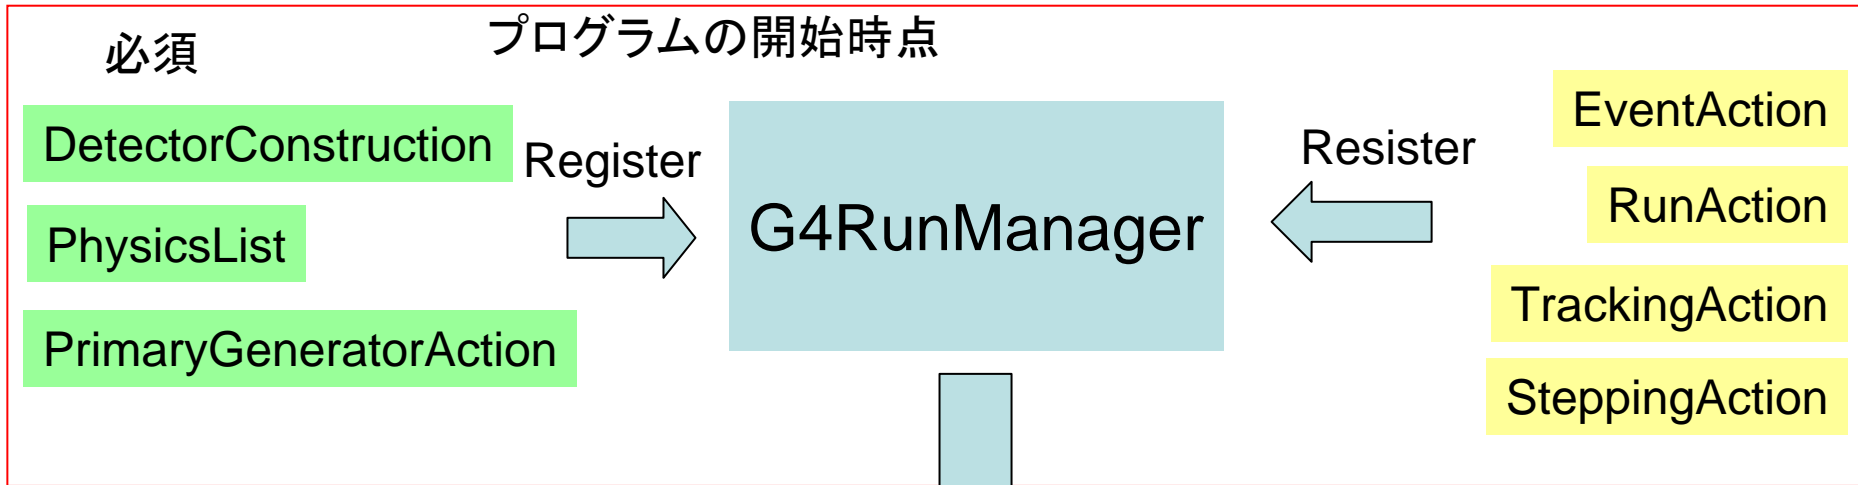 必須
プログラムの開始時点
DetectorConstruction
PhysicsList
PrimaryGeneratorAction
Register
G4RunManager
Resister
EventAction
RunAction
TrackingAction
SteppingAction